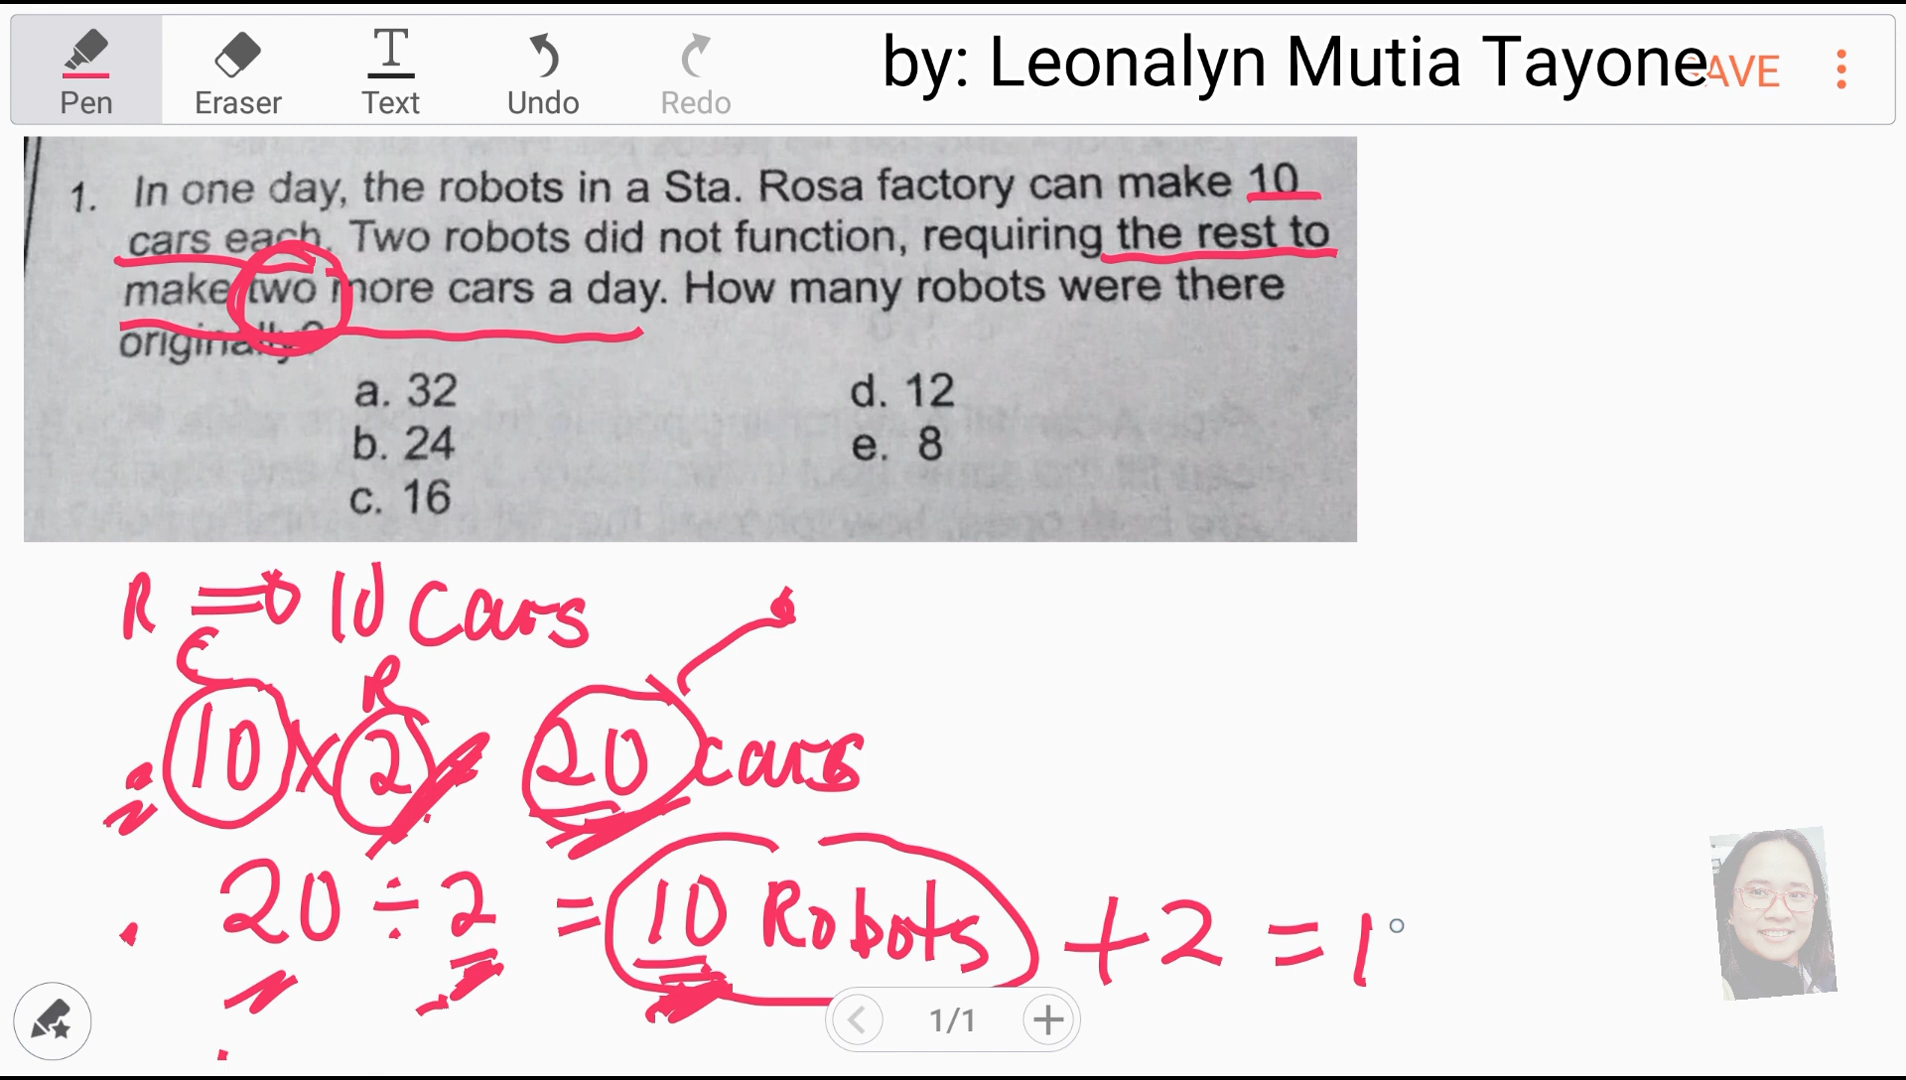 Pen
Eraser
Text
Undo
Redo
by: Leonalyn Mutia Tayone
AVE
1. In one day, the robots in a Sta. Rosa factory can make 10
cars each. Two robots did not function, requiring the rest to
make two more cars a day. How many robots were there
originally?
a. 32
b. 24
c. 16
d. 12
e. 8
R ⇒ 10 cars
C
R
10 x 2 = 20 cars
20 ÷ 2 = 10 Robots + 2 = 1
1/1